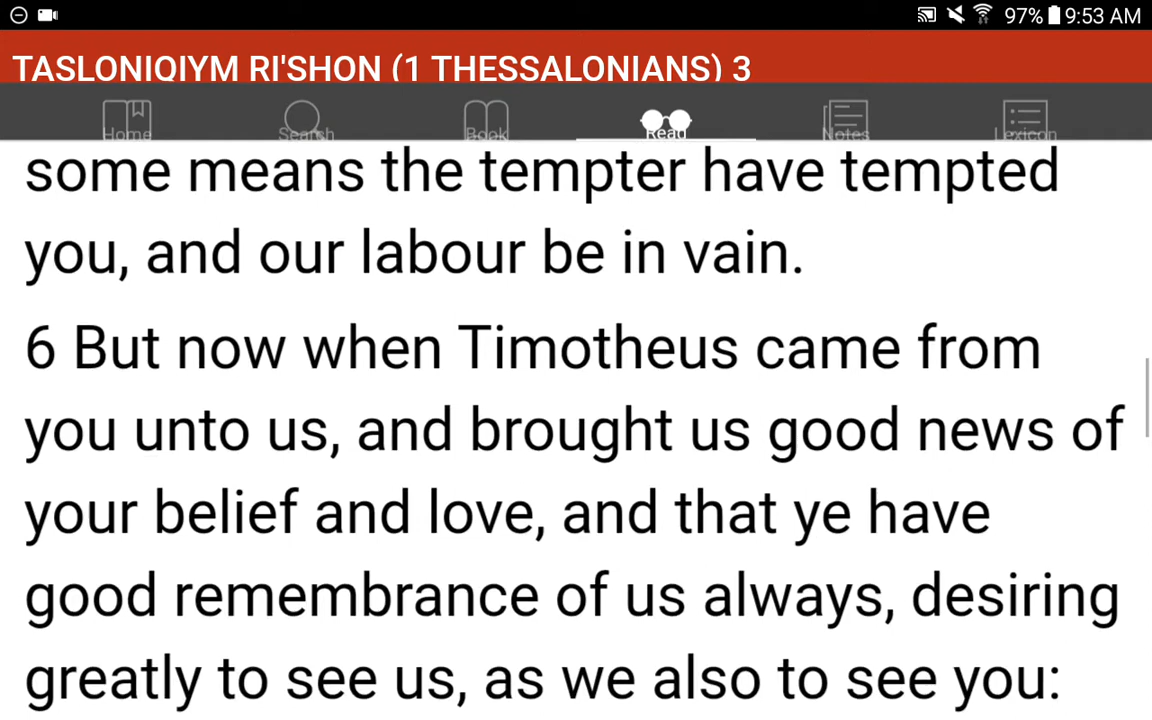 97% 9:53 AM
TASLONIQIYM RI'SHON (1 THESSALONIANS) 3
Home Search Book Read Notes Lexicon
some means the tempter have tempted
you, and our labour be in vain.
6 But now when Timotheus came from
you unto us, and brought us good news of
your belief and love, and that ye have
good remembrance of us always, desiring
greatly to see us, as we also to see you: